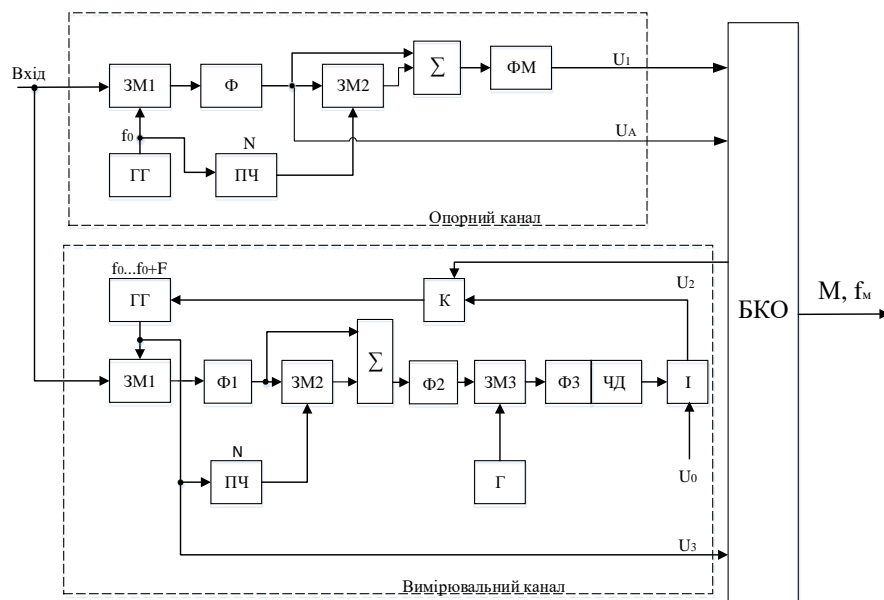 Вхід
ЗМ1
Ф
ЗМ2
∑
ФМ
U1
UА
f0
N
ГГ
ПЧ
Опорний канал
f0...f0+F
ГГ
К
U2
БКО
М, fм
ЗМ1
Ф1
ЗМ2
∑
Ф2
ЗМ3
Ф3
ЧД
І
N
ПЧ
Г
U0
U3
Вимірювальний канал